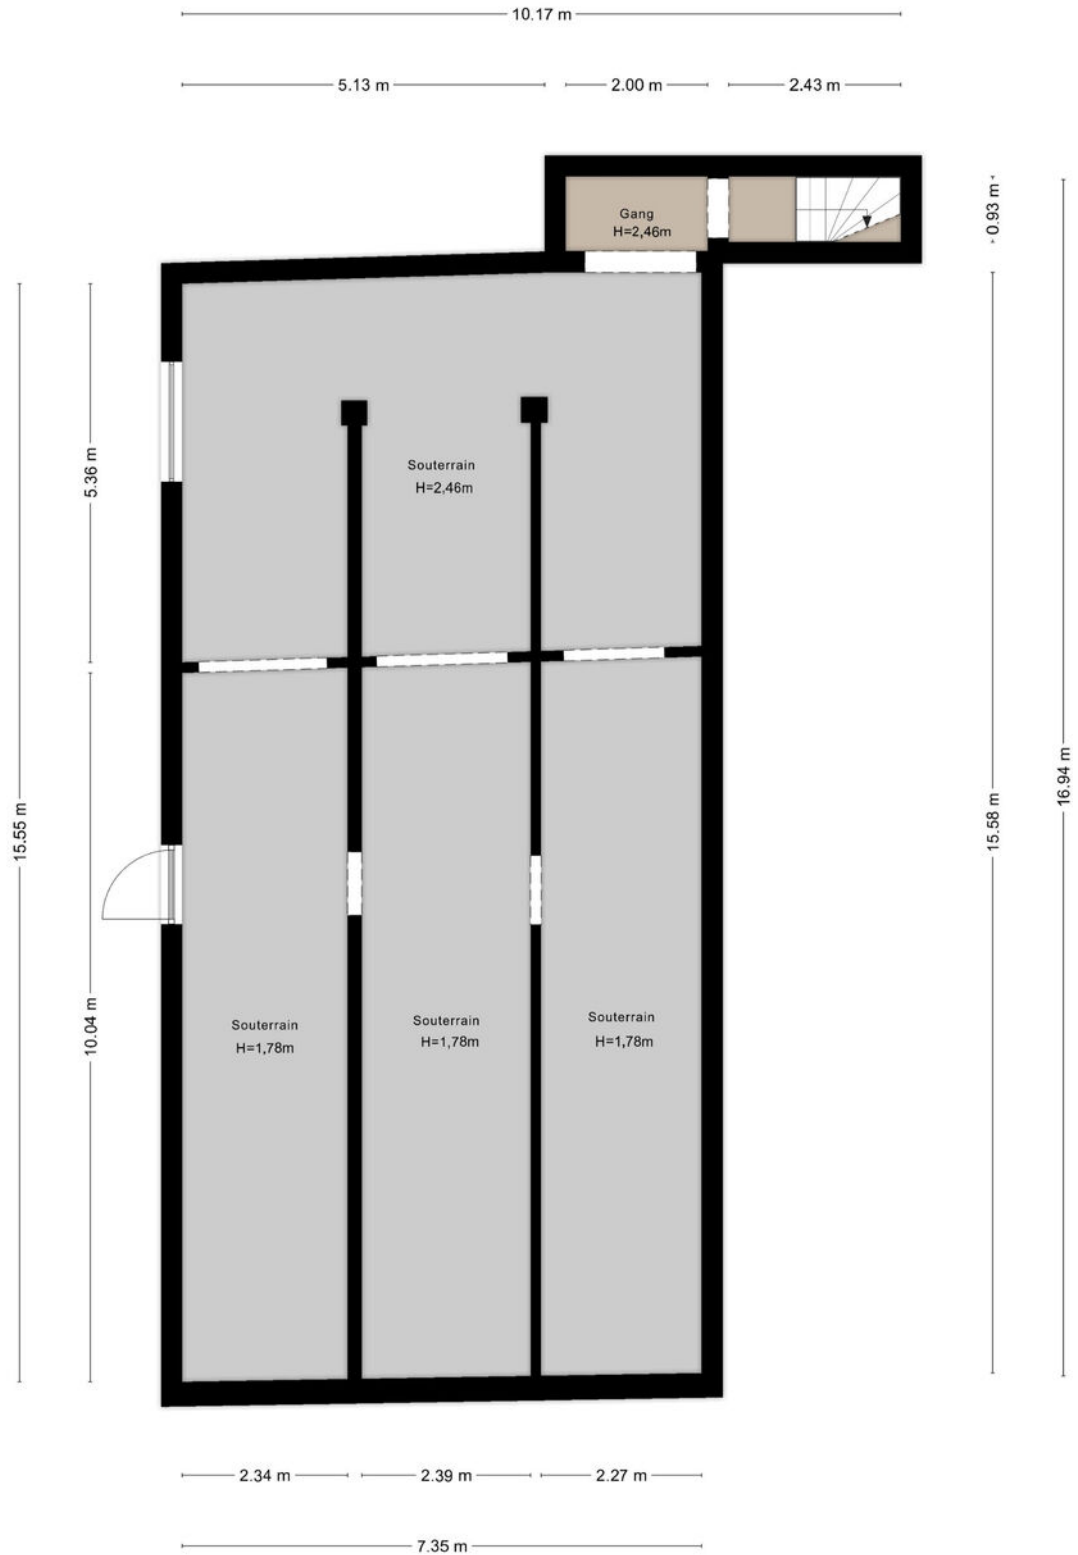 10.17 m
5.13 m
2.00 m
2.43 m
Gang
H=2,46m
0.93 m
5.36 m
Souterrain
H=2,46m
15.55 m
16.94 m
15.58 m
10.04 m
Souterrain
H=1,78m
Souterrain
H=1,78m
Souterrain
H=1,78m
2.34 m
2.39 m
2.27 m
7.35 m